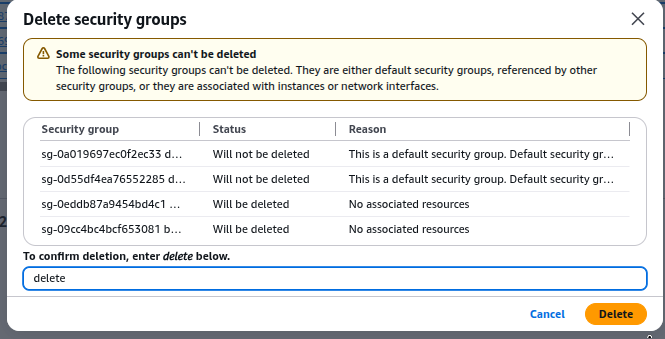 Delete security groups
Some security groups can't be deleted
The following security groups can't be deleted. They are either default security groups, referenced by other
security groups, or they are associated with instances or network interfaces.
Security group Status Reason
sg-0a019697ec0f2ec33 d... Will not be deleted This is a default security group. Default security gr...
sg-0d55df4ea76552285 d... Will not be deleted This is a default security group. Default security gr...
sg-0eddb87a9454bd4c1 ... Will be deleted No associated resources
sg-09cc4bc4bcf653081 b... Will be deleted No associated resources
To confirm deletion, enter delete below.
delete
Cancel Delete